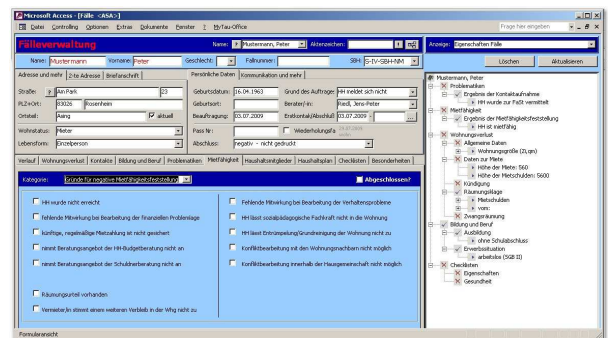 Microsoft Access - [Fälle <ASA>]
Datei Controlling Optionen Extras Dokumente Fenster ? MyTau-Office
Frage hier eingeben
Fälleverwaltung
Name: ? Mustermann, Peter Aktenzeichen: !
Anzeige: Eigenschaften Fälle
Name: Mustermann Vorname: Peter Geschlecht: Fallnummer: SBH: S-IV-SBH-NM
Löschen Aktualisieren
Adresse und mehr 2-te Adresse Briefanschrift
Persönliche Daten Kommunikation und mehr
Straße: ? Am Park 23
PLZ+Ort: 83026 Rosenheim
Ortsteil: Aising aktuell
Wohnstatus: Mieter
Lebensform: Einzelperson
Geburtsdatum: 16.04.1963 Grund des Auftrage: HH meldet sich nicht
Geburtsort: Berater/-in: Riedl, Jens-Peter
Beauftragung: 03.07.2009 Erstkontakt/Abschluß 03.07.2009 - ...
Pass Nr: Wiederholungsfa
Abschluss: negativ - nicht gedruckt
Verlauf Wohnungsverlust Kontakte Bildung und Beruf Problematiken Mietfähigkeit Haushaltsmitglieder Haushaltsplan Checklisten Besonderheiten
Kategorie: Gründe für negative Mietfähigkeitsfeststellung Abgeschlossen?
HH wurde nicht erreicht
fehlende Mitwirkung bei Bearbeitung der finanziellen Problemlage
künftige, regelmäßige Mietzahlung ist nicht gesichert
nimmt Beratungsangebot der HH-Budgetberatung nicht an
nimmt Beratungsangebot der Schuldnerberatung nicht an
Räumungsurteil vorhanden
Vermieter/in stimmt einem weiteren Verbleib in der Whg nicht zu
Fehlende Mitwirkung bei Bearbeitung der Verhaltensprobleme
HH lässt sozialpädagogische Fachkraft nicht in die Wohnung
HH lässt Entrümpelung/Grundreinigung der Wohnung nicht zu
Konfliktbearbeitung mit den Wohnungsnachbarn nicht möglich
Konfliktbearbeitung innerhalb der Hausgemeinschaft nicht möglich
Mustermann, Peter
Problematiken
Ergebnis der Kontaktaufnahme
HH wurde zur FaSt vermittelt
Mietfähigkeit
Ergebnis der Mietfähigkeitsfeststellung
HH ist mietfähig
Wohnungsverlust
Allgemeine Daten
Wohnungsgröße (Zi,qm)
Daten zur Miete
Höhe der Miete: 560
Höhe der Mietschulden: 5600
Kündigung
Räumungsklage
Mietschulden
vom:
Zwangsräumung
Bildung und Beruf
Ausbildung
ohne Schulabschluss
Erwerbssituation
arbeitslos (SGB II)
Checklisten
Eigenschaften
Gesundheit
Formularansicht